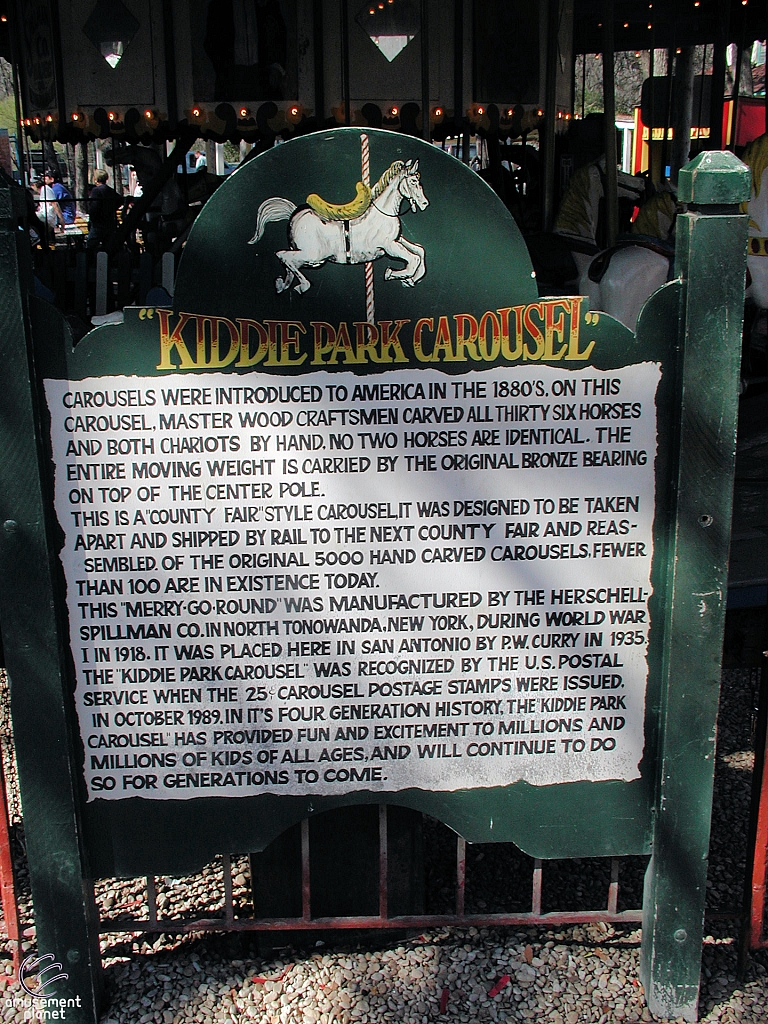 "KIDDIE PARK CAROUSEL"
CAROUSELS WERE INTRODUCED TO AMERICA IN THE 1880'S. ON THIS
CAROUSEL, MASTER WOOD CRAFTSMEN CARVED ALL THIRTY SIX HORSES
AND BOTH CHARIOTS BY HAND. NO TWO HORSES ARE IDENTICAL. THE
ENTIRE MOVING WEIGHT IS CARRIED BY THE ORIGINAL BRONZE BEARING
ON TOP OF THE CENTER POLE.
THIS IS A "COUNTY FAIR" STYLE CAROUSEL, IT WAS DESIGNED TO BE TAKEN
APART AND SHIPPED BY RAIL TO THE NEXT COUNTY FAIR AND REAS-
SEMBLED. OF THE ORIGINAL 5000 HAND CARVED CAROUSELS, FEWER
THAN 100 ARE IN EXISTENCE TODAY.
THIS "MERRY-GO-ROUND" WAS MANUFACTURED BY THE HERSCHELL-
SPILLMAN CO. IN NORTH TONOWANDA, NEW YORK, DURING WORLD WAR
I IN 1918. IT WAS PLACED HERE IN SAN ANTONIO BY P.W. CURRY IN 1935.
THE "KIDDIE PARK CAROUSEL" WAS RECOGNIZED BY THE U.S. POSTAL
SERVICE WHEN THE 25¢ CAROUSEL POSTAGE STAMPS WERE ISSUED,
IN OCTOBER 1989. IN IT'S FOUR GENERATION HISTORY, THE "KIDDIE PARK
CAROUSEL" HAS PROVIDED FUN AND EXCITEMENT TO MILLIONS AND
MILLIONS OF KIDS OF ALL AGES, AND WILL CONTINUE TO DO
SO FOR GENERATIONS TO COME.
amusement
planet